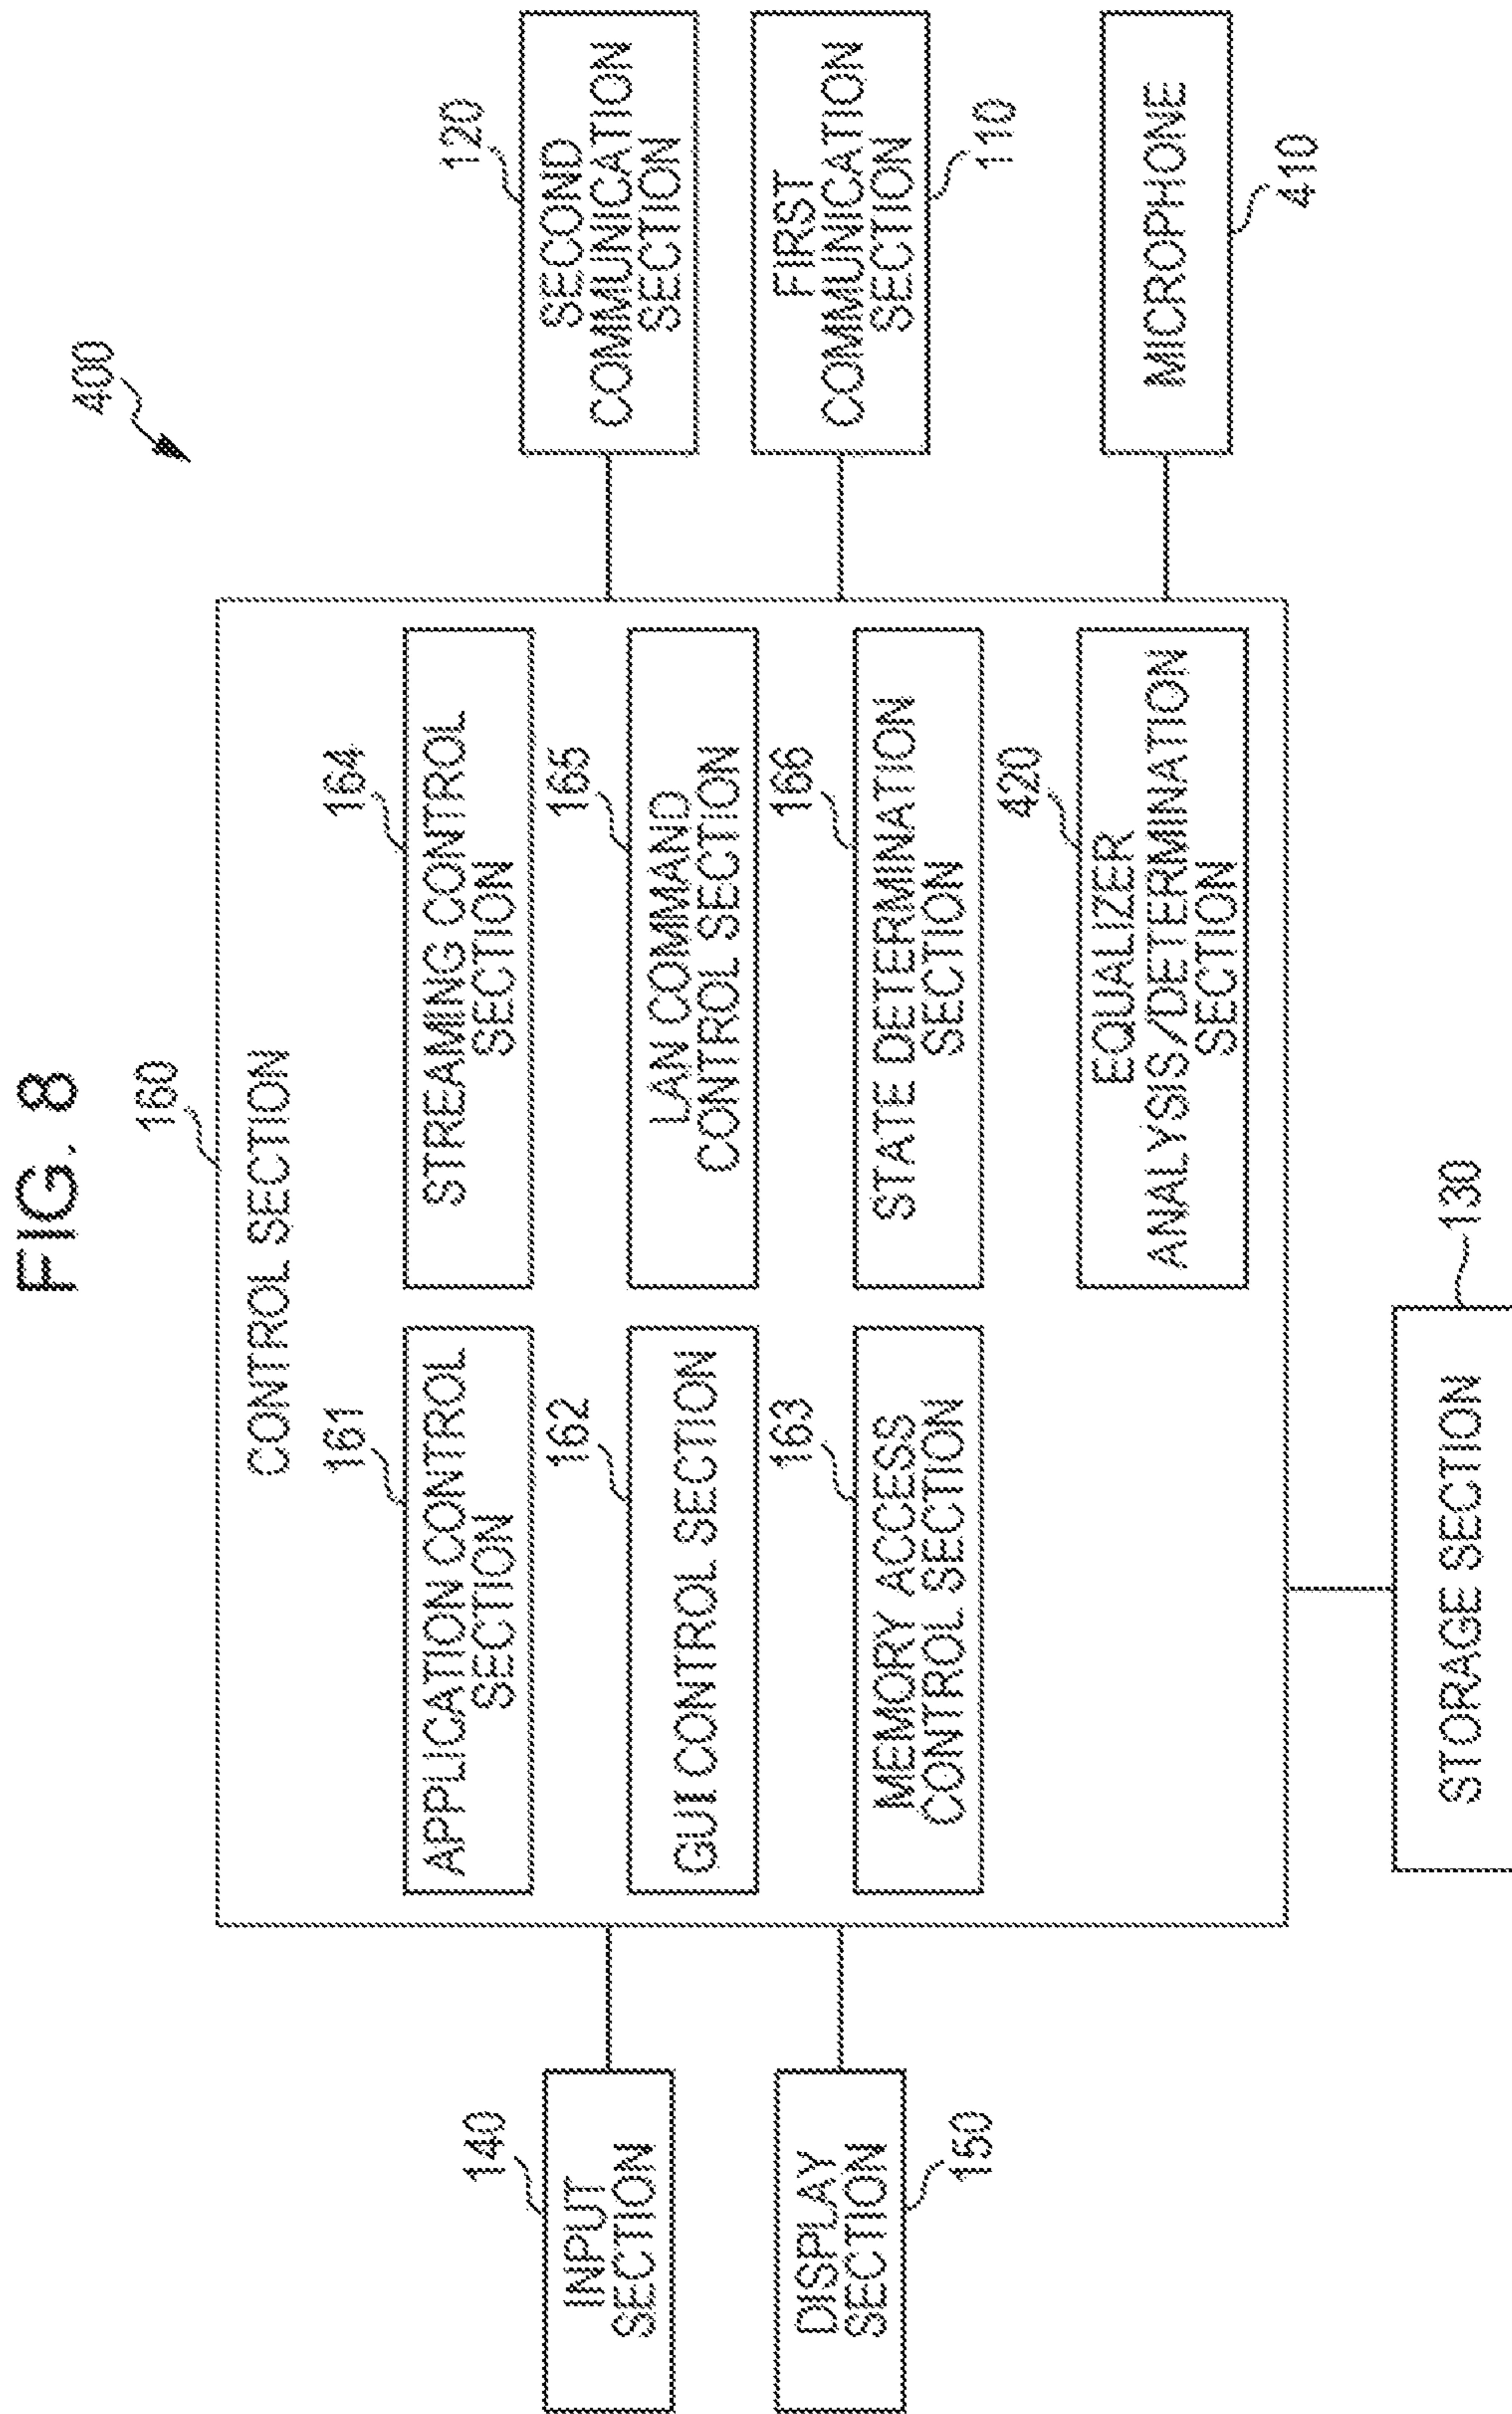 FIG. 8
400
160
CONTROL SECTION
161
APPLICATION CONTROL
SECTION
164
STREAMING CONTROL
SECTION
162
GUI CONTROL SECTION
165
LAN COMMAND
CONTROL SECTION
163
MEMORY ACCESS
CONTROL SECTION
166
STATE DETERMINATION
SECTION
420
EQUALIZER
ANALYSIS/DETERMINATION
SECTION
140
INPUT
SECTION
DISPLAY
SECTION
150
120
SECOND
COMMUNICATION
SECTION
FIRST
COMMUNICATION
SECTION
110
MICROPHONE
410
130
STORAGE SECTION